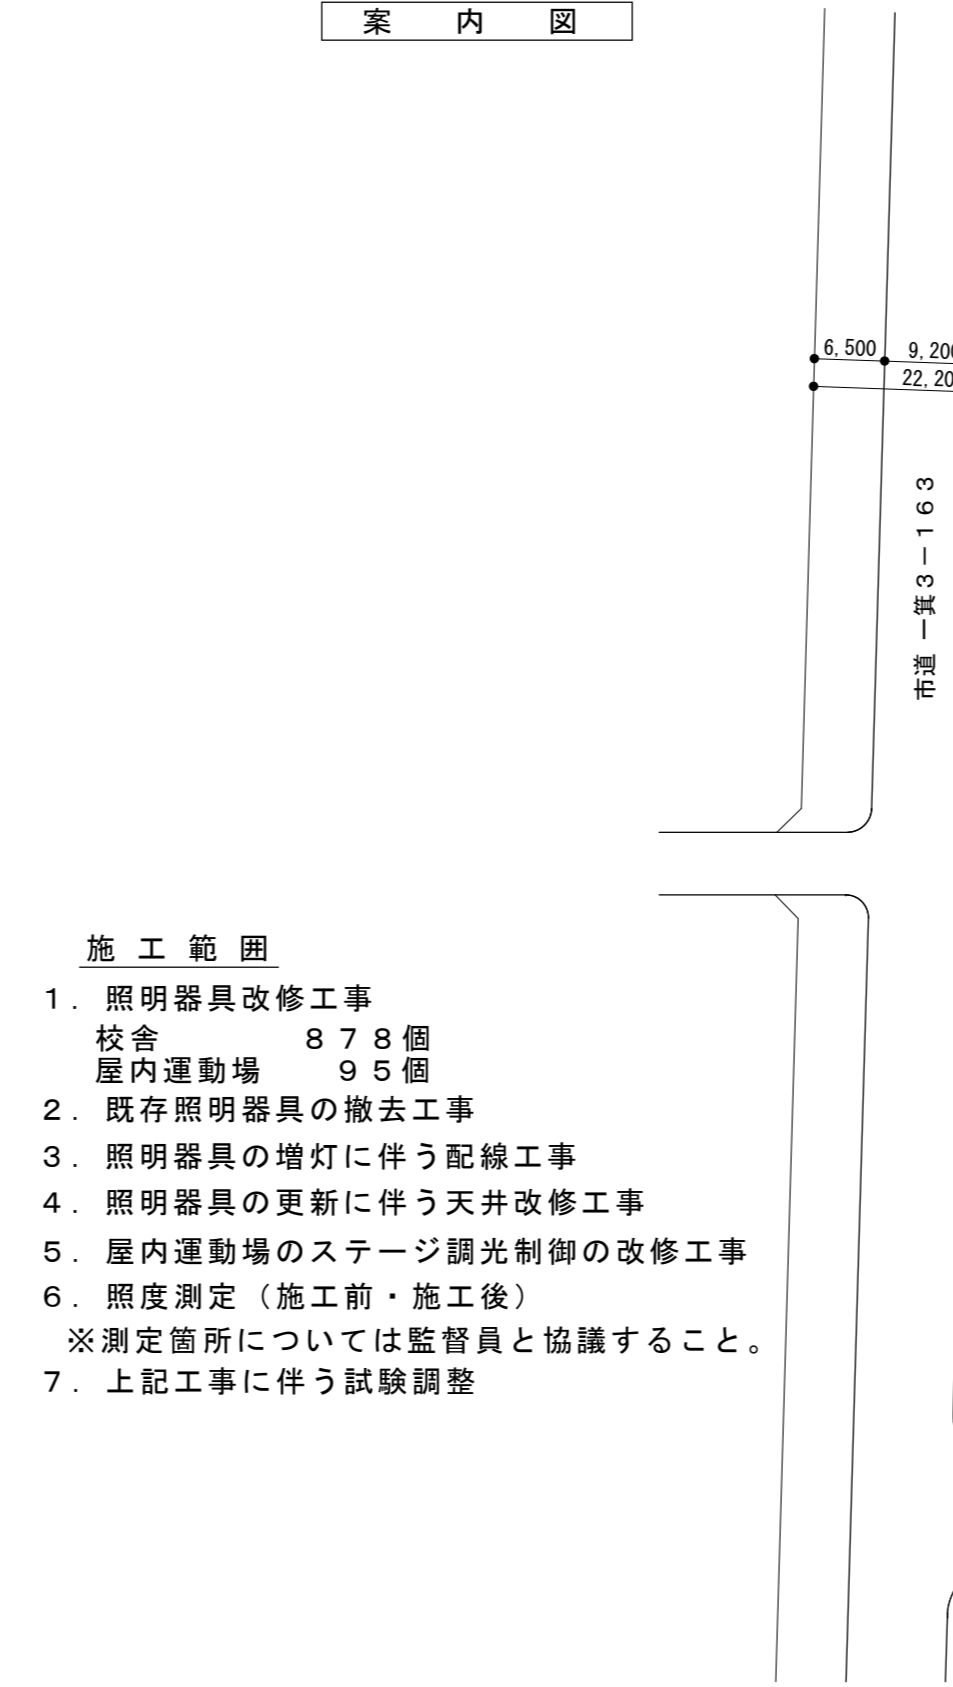 案内図
6,500
9,200
22,20
市道 一箕3－163
施工範囲
1．照明器具改修工事
校舎 878個
屋内運動場 95個
2．既存照明器具の撤去工事
3．照明器具の増灯に伴う配線工事
4．照明器具の更新に伴う天井改修工事
5．屋内運動場のステージ調光制御の改修工事
6．照度測定（施工前・施工後）
※測定箇所については監督員と協議すること。
7．上記工事に伴う試験調整